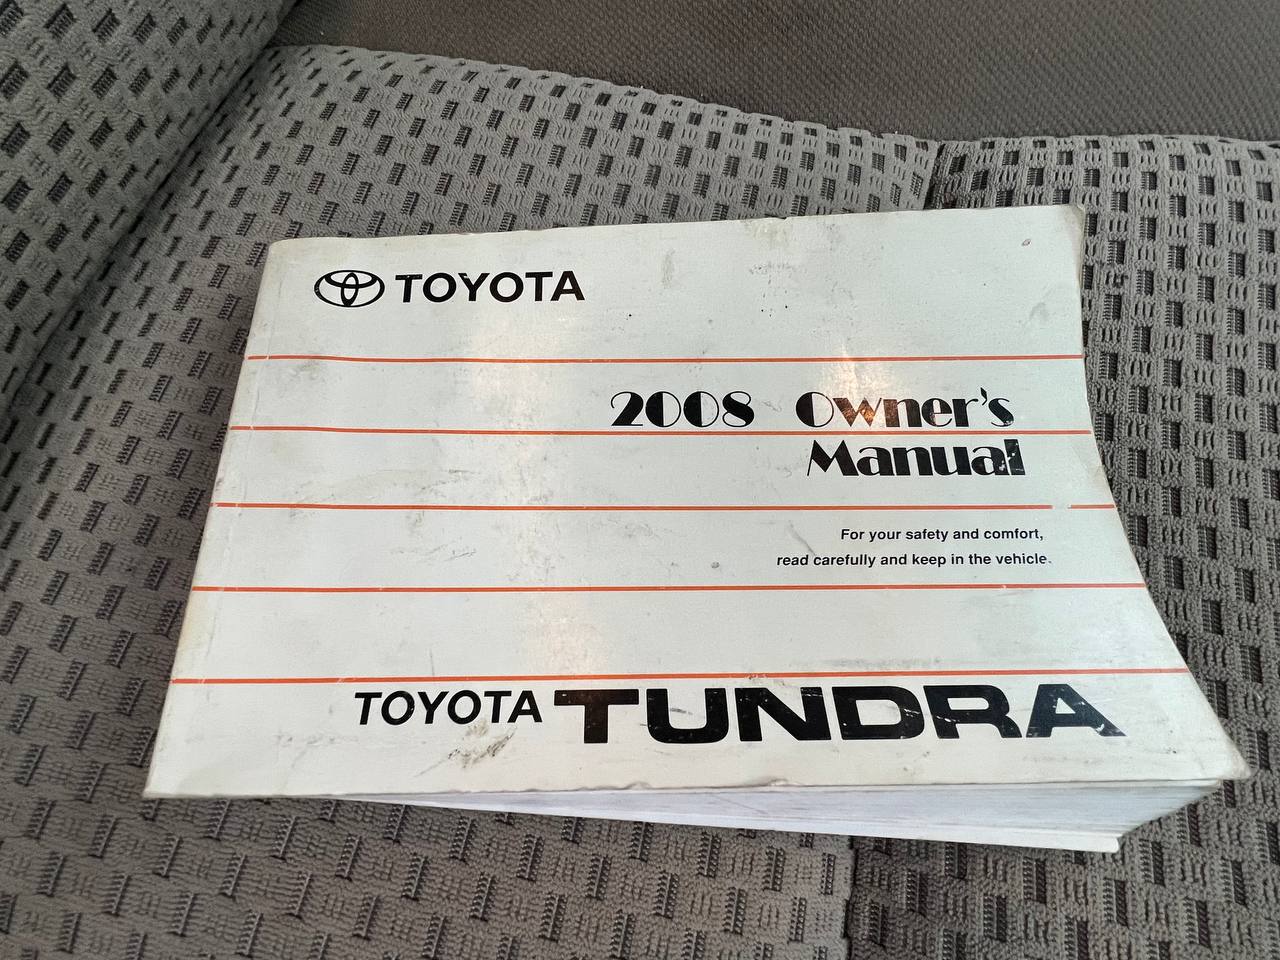 TOYOTA
2008 Owner's
Manual
For your safety and comfort,
read carefully and keep in the vehicle.
TOYOTA TUNDRA